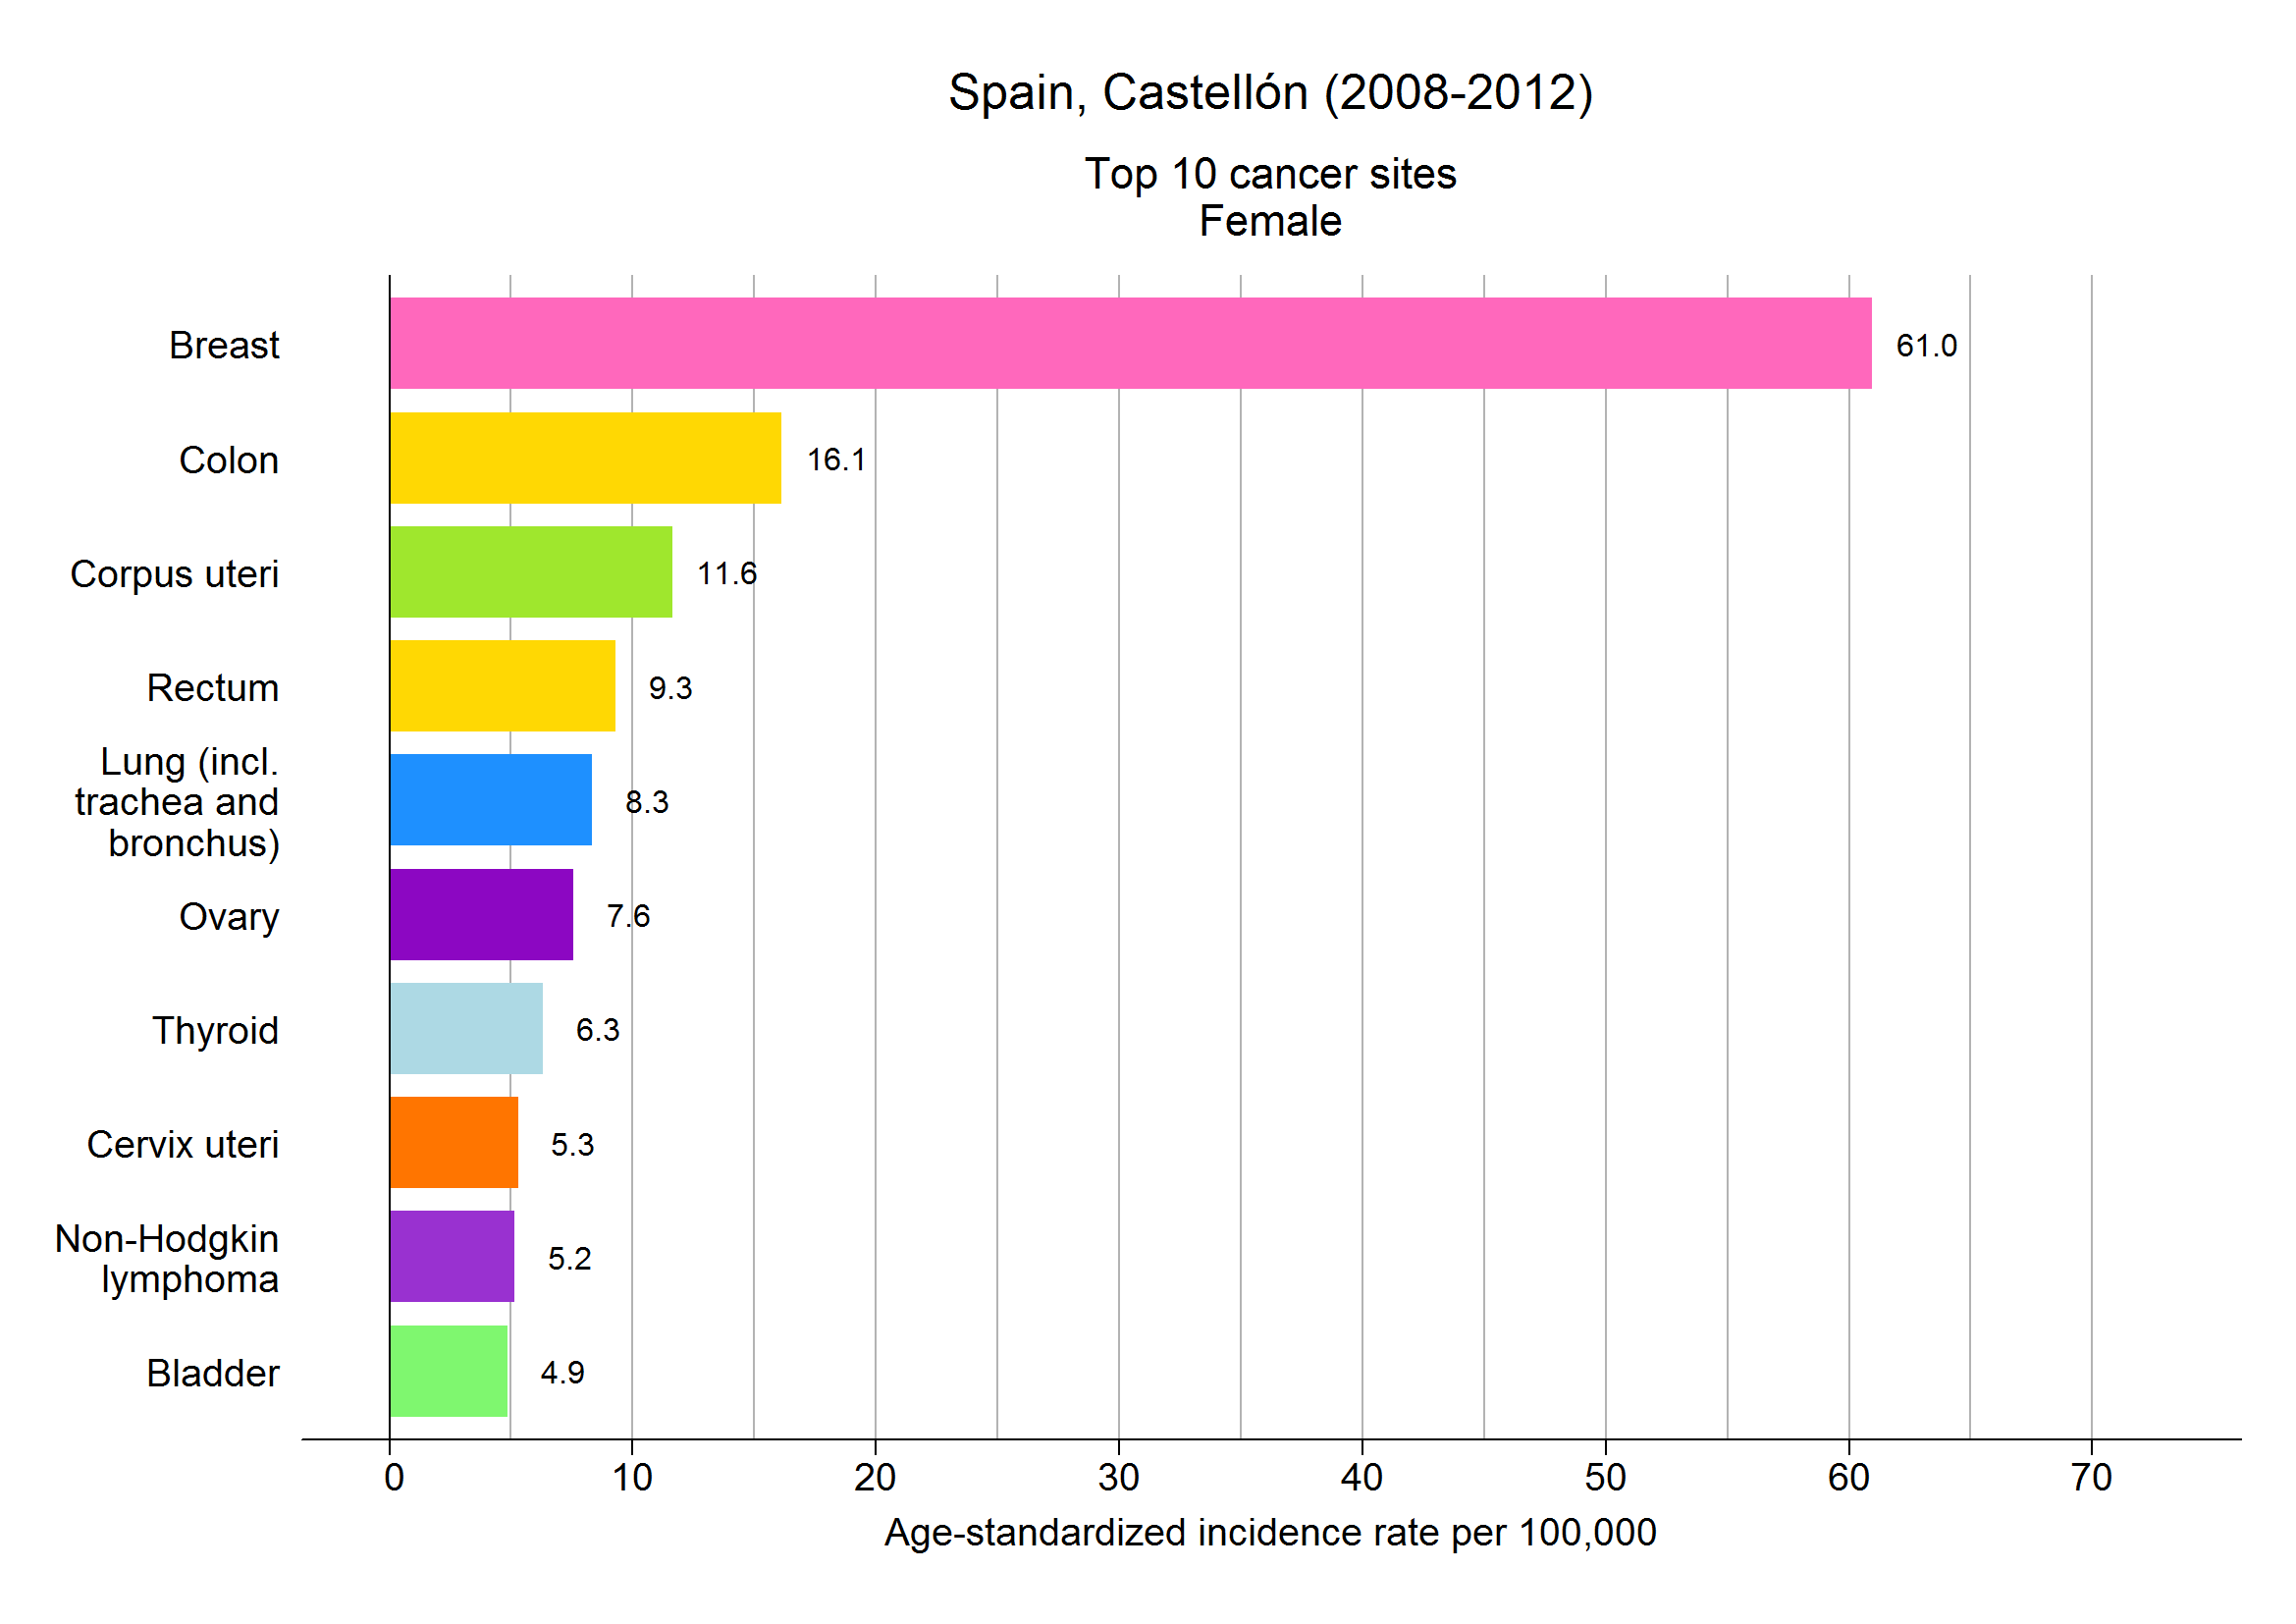 Spain, Castellón (2008-2012)
Top 10 cancer sites
Female
Breast
61.0
Colon
16.1
Corpus uteri
11.6
Rectum
9.3
Lung (incl.
trachea and
bronchus)
8.3
Ovary
7.6
Thyroid
6.3
Cervix uteri
5.3
Non-Hodgkin
lymphoma
5.2
Bladder
4.9
0 10 20 30 40 50 60 70
Age-standardized incidence rate per 100,000